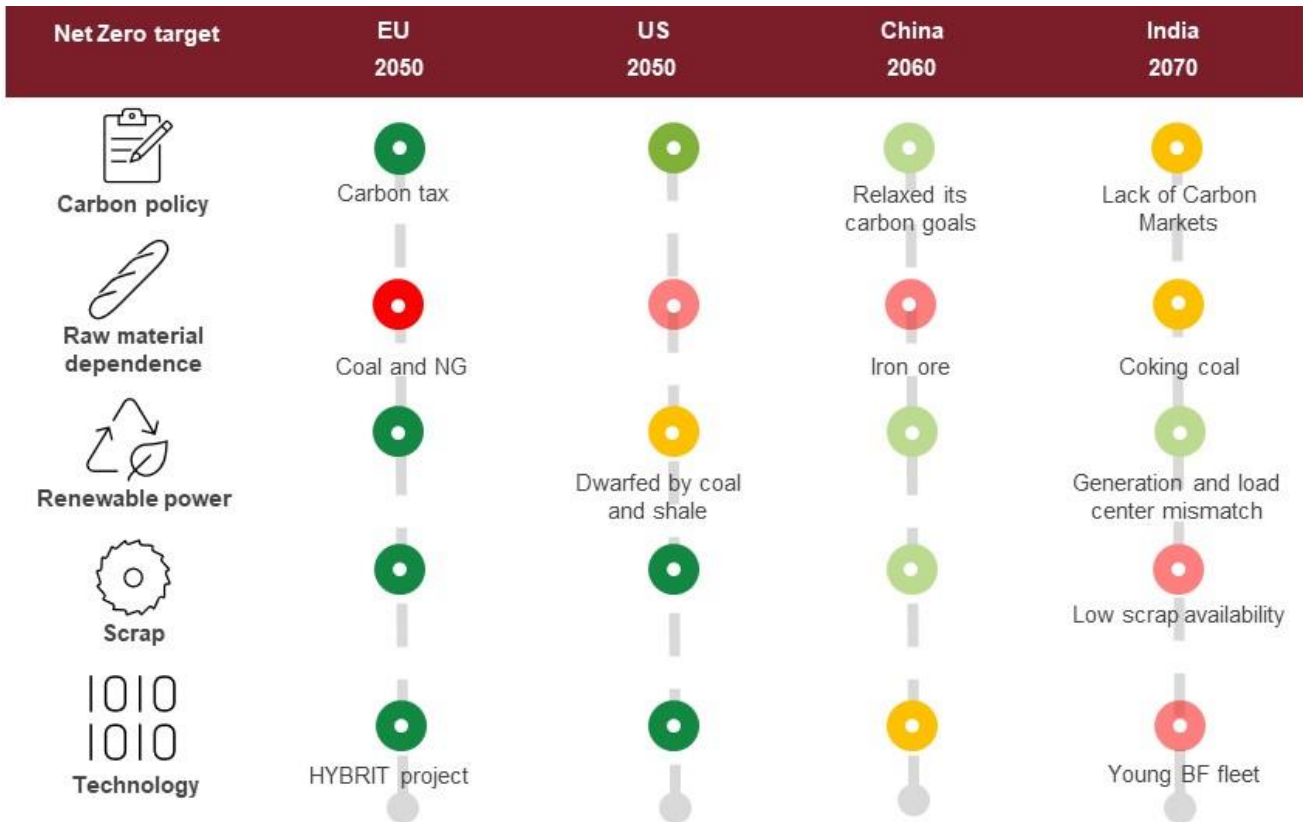 Net Zero target
EU
2050
US
2050
China
2060
India
2070
Carbon policy
Carbon tax
Relaxed its
carbon goals
Lack of Carbon
Markets
Raw material
dependence
Coal and NG
Iron ore
Coking coal
Renewable power
Dwarfed by coal
and shale
Generation and load
center mismatch
Scrap
Low scrap availability
1010
1010
Technology
HYBRIT project
Young BF fleet